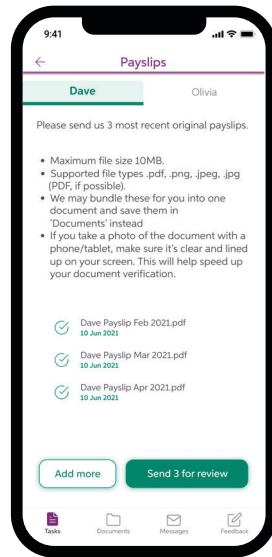 9:41
Payslips
Dave
Olivia
Please send us 3 most recent original payslips.
• Maximum file size 10MB.
• Supported file types .pdf, .png, .jpeg, .jpg
(PDF, if possible).
• We may bundle these for you into one
document and save them in
'Documents' instead
• If you take a photo of the document with a
phone/tablet, make sure it's clear and lined
up on your screen. This will help speed up
your document verification.
Dave Payslip Feb 2021.pdf
10 Jun 2021
Dave Payslip Mar 2021.pdf
10 Jun 2021
Dave Payslip Apr 2021.pdf
10 Jun 2021
Add more
Send 3 for review
Tasks
Documents
Messages
Feedback